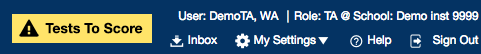 User: DemoTA, WA | Role: TA @ School: Demo inst 9999
Tests To Score
Inbox My Settings Help Sign Out